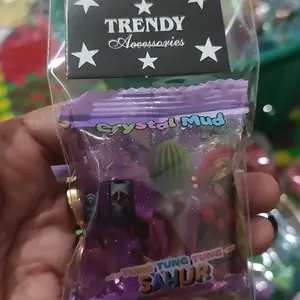 TRENDY
Accessories
Crystal Mud
TUNG TUNG TUNG
SAHUR